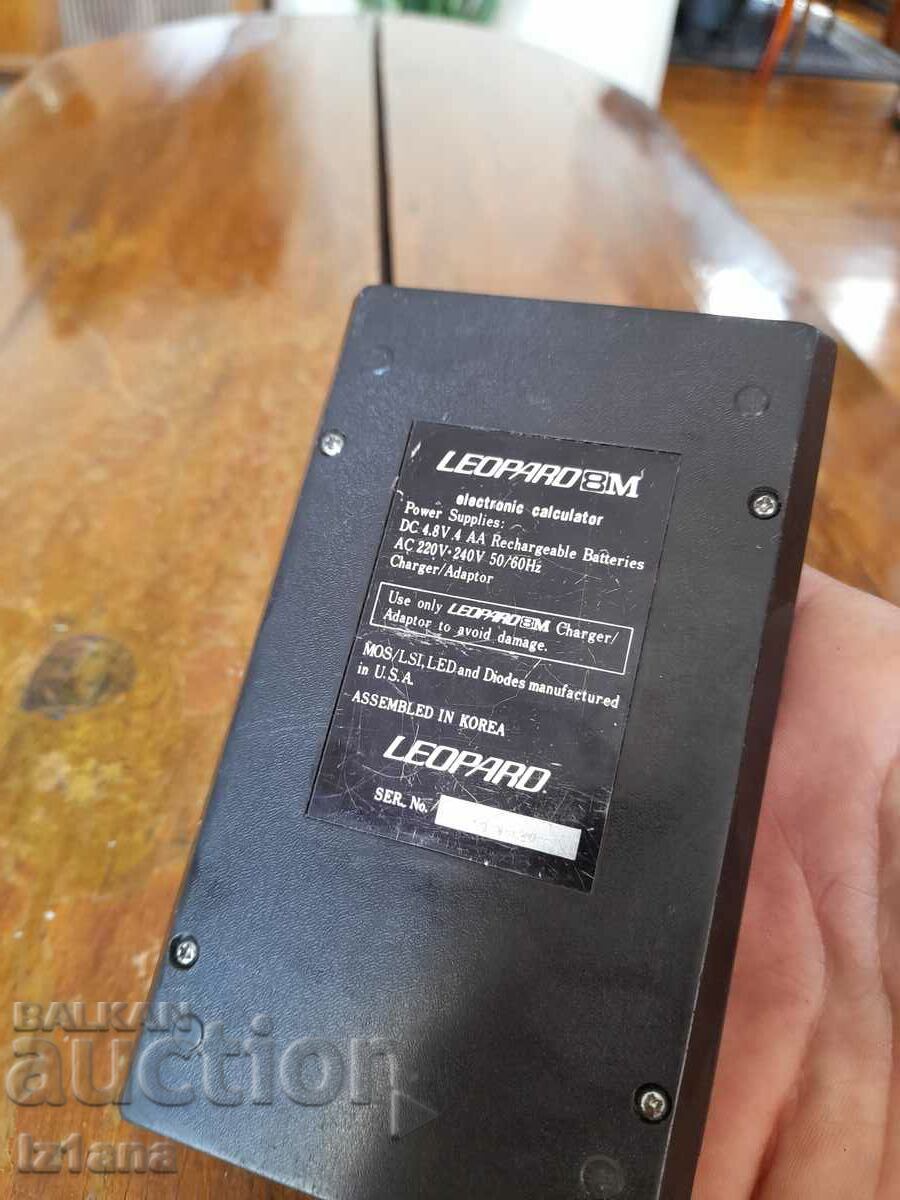 LEOPARD 8M
electronic calculator
Power Supplies:
DC 4.8V 4 AA Rechargeable Batteries
AC 220V·240V 50/60Hz
Charger/Adaptor
Use only LEOPARD 8M Charger/
Adaptor to avoid damage.
MOS/LSI, LED and Diodes manufactured
in U.S.A.
ASSEMBLED IN KOREA
LEOPARD
SER. No.
BALKAN
auction
Iz1ana